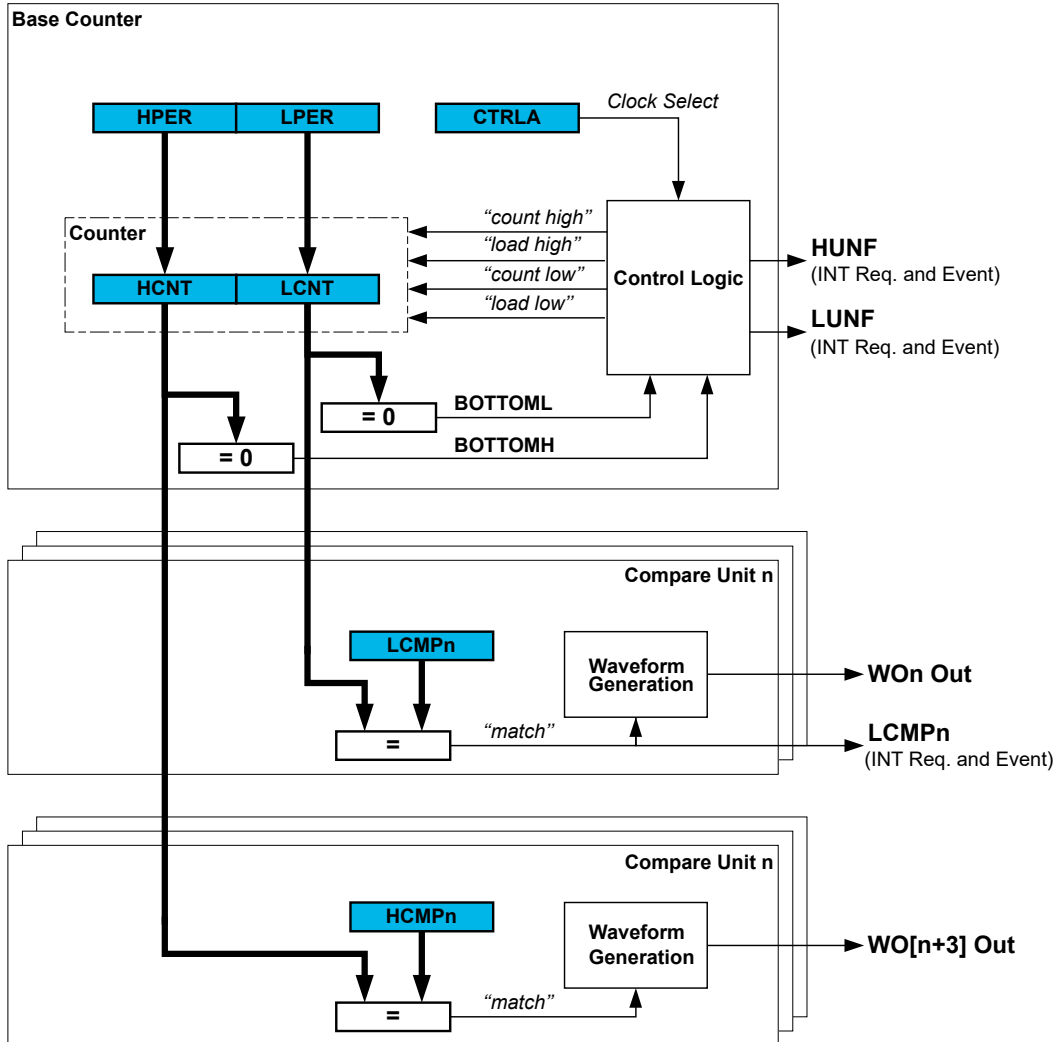 Base Counter
Clock Select
HPER LPER CTRLA
“count high”
Counter
“load high”
HUNF
Control Logic
(INT Req. and Event)
“count low”
HCNT LCNT
“load low”
LUNF
(INT Req. and Event)
= 0
BOTTOML
= 0
BOTTOMH
Compare Unit n
LCMPn
Waveform
Generation
WOn Out
“match”
=
LCMPn
(INT Req. and Event)
Compare Unit n
HCMPn
Waveform
Generation
WO[n+3] Out
“match”
=